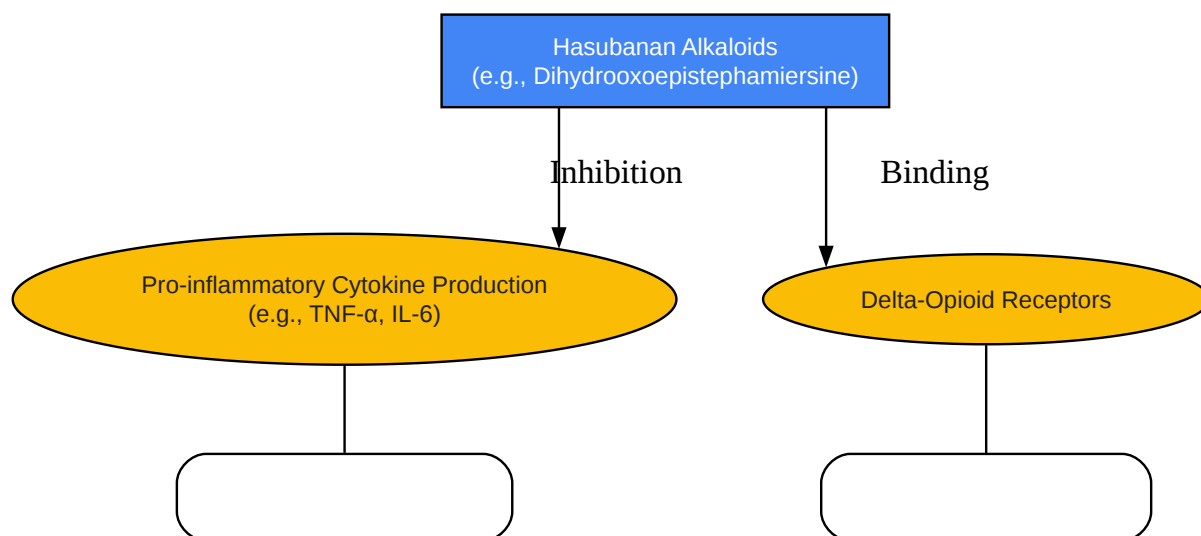 Hasubanan Alkaloids
(e.g., Dihydrooxoepistephamiersine)
Inhibition
Binding
Pro-inflammatory Cytokine Production
(e.g., TNF-α, IL-6)
Delta-Opioid Receptors